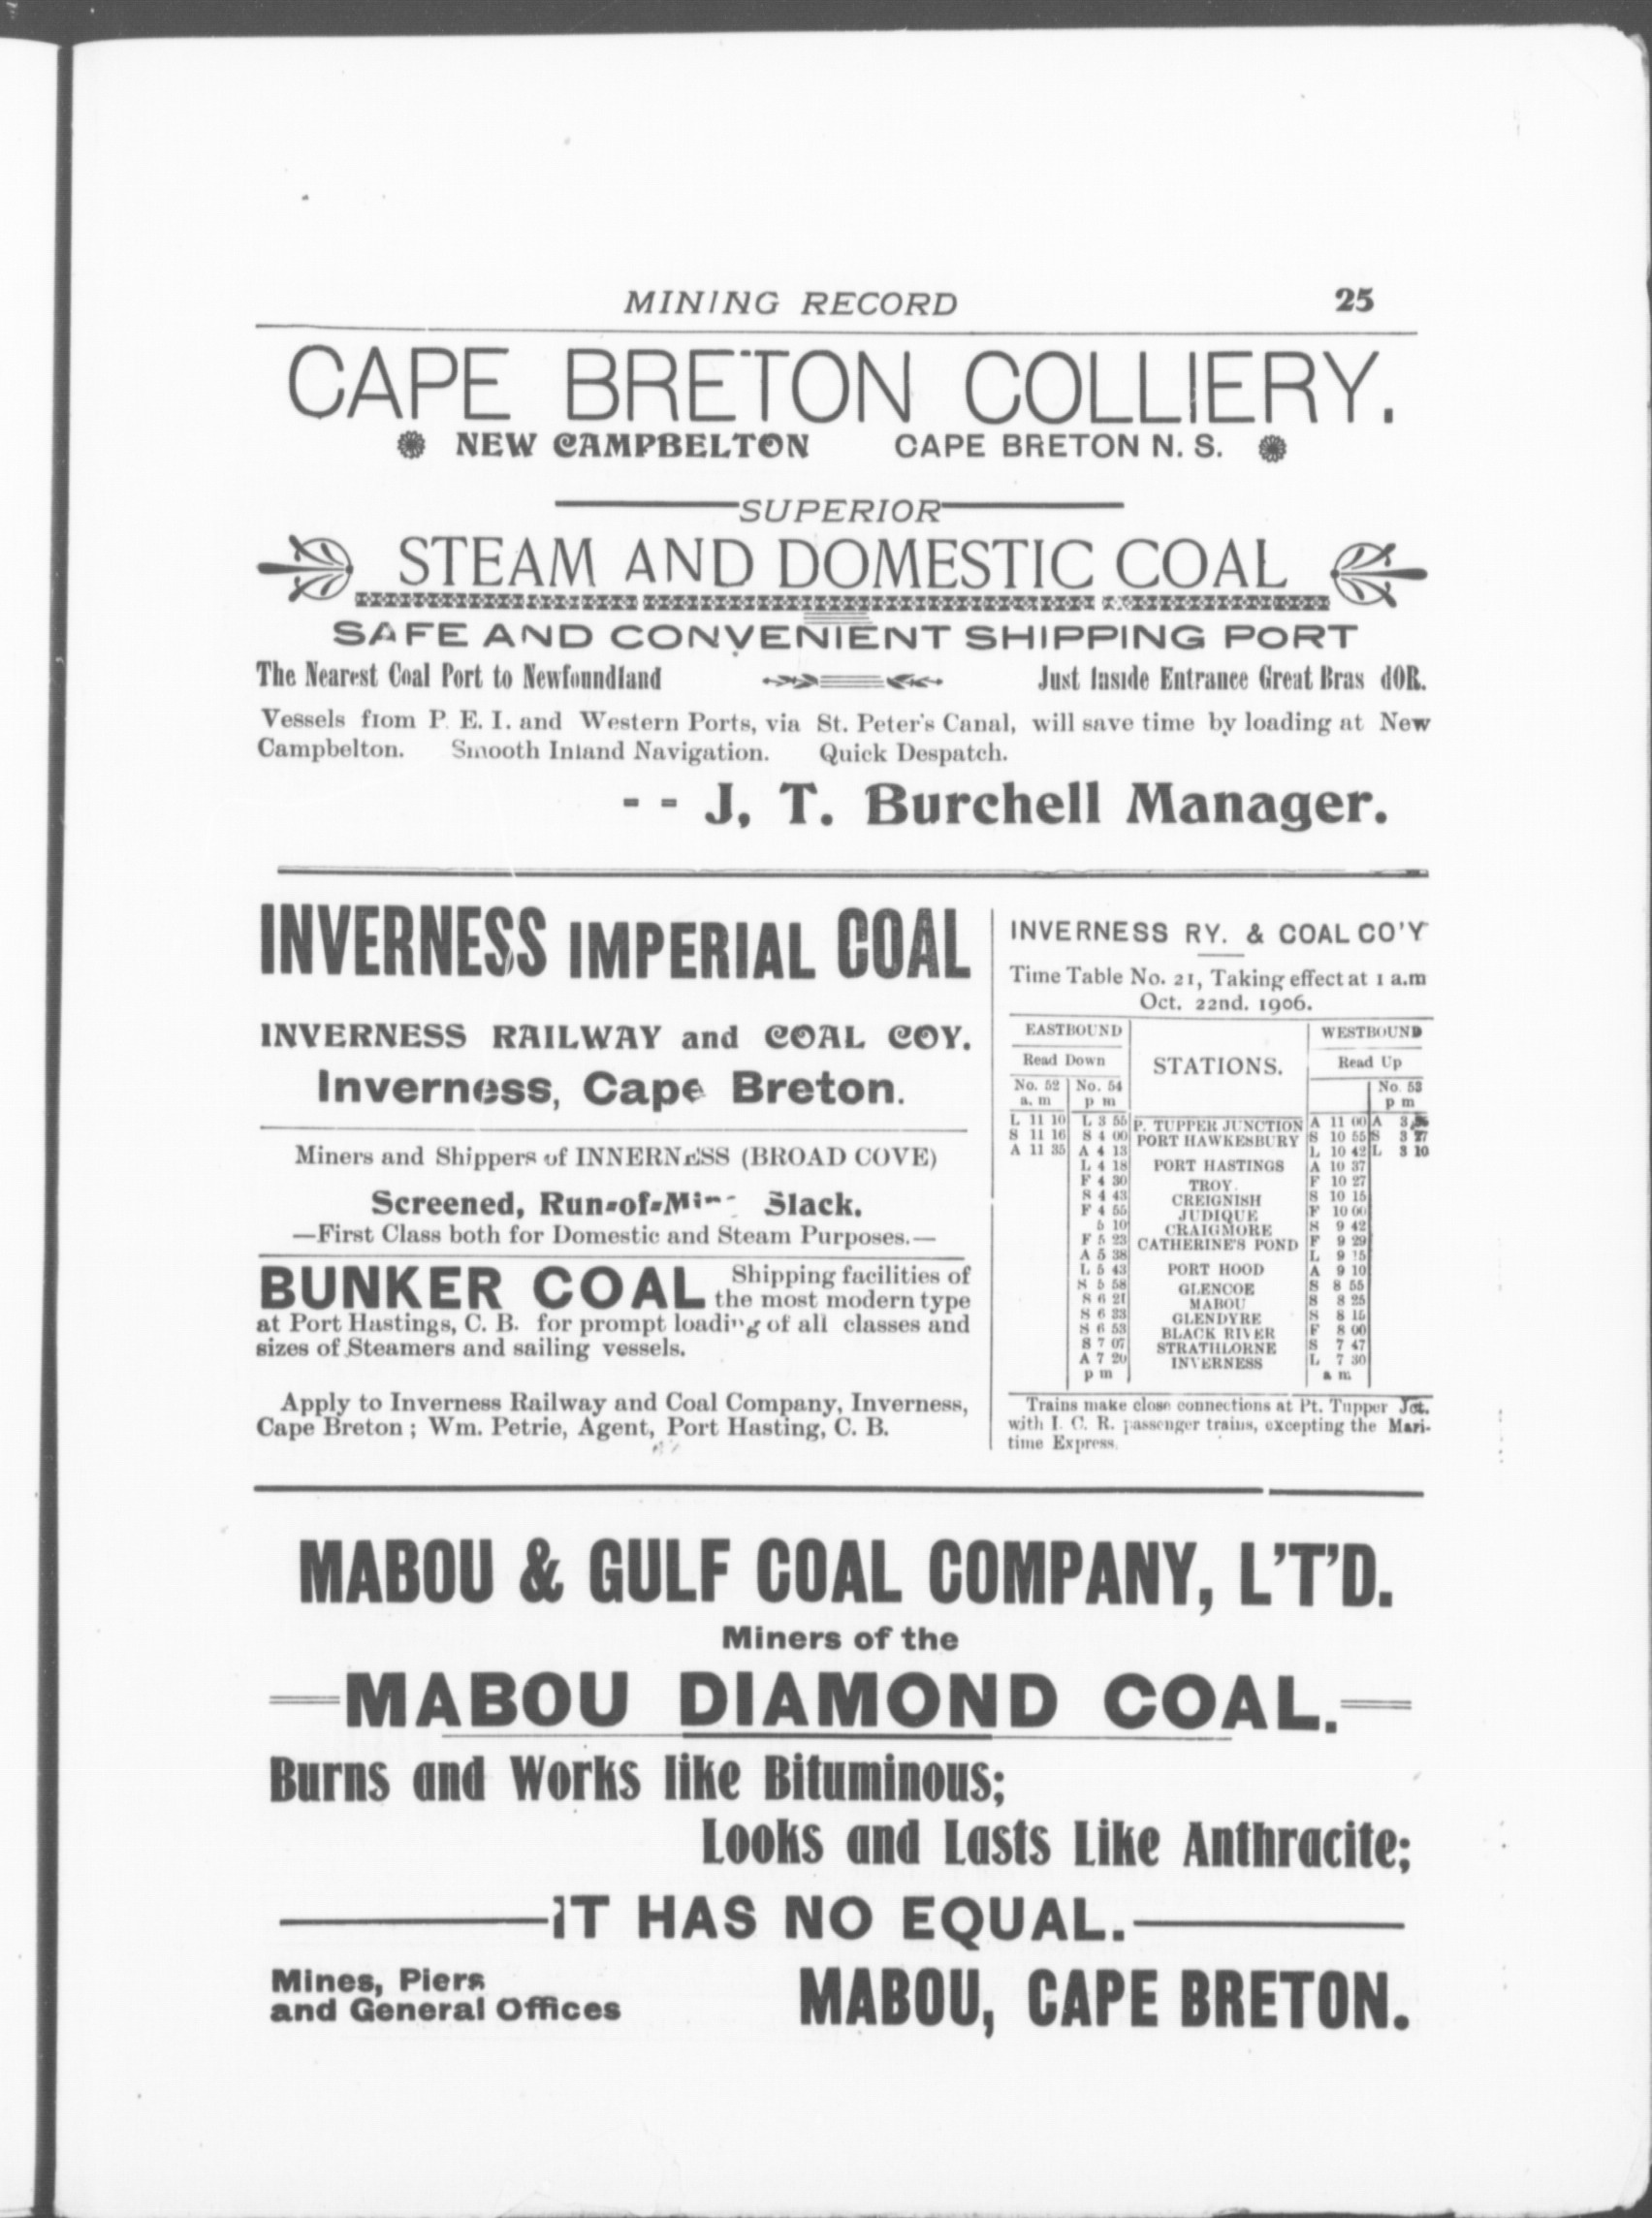 MINING RECORD 25
CAPE BRETON COLLIERY.
NEW CAMPBELTON CAPE BRETON N. S.
SUPERIOR
STEAM AND DOMESTIC COAL
SAFE AND CONVENIENT SHIPPING PORT
The Nearest Coal Port to Newfoundland Just Inside Entrance Great Bras dOR.
Vessels from P. E. I. and Western Ports, via St. Peter's Canal, will save time by loading at New
Campbelton. Smooth Inland Navigation. Quick Despatch.
- - J, T. Burchell Manager.
INVERNESS IMPERIAL COAL
INVERNESS RAILWAY and COAL COY.
Inverness, Cape Breton.
Miners and Shippers of INNERNESS (BROAD COVE)
Screened, Run-of-Mine Slack.
—First Class both for Domestic and Steam Purposes.—
BUNKER COAL Shipping facilities of
the most modern type
at Port Hastings, C. B. for prompt loading of all classes and
sizes of Steamers and sailing vessels.
Apply to Inverness Railway and Coal Company, Inverness,
Cape Breton; Wm. Petrie, Agent, Port Hasting, C. B.
INVERNESS RY. & COAL CO'Y
Time Table No. 21, Taking effect at 1 a.m
Oct. 22nd. 1906.
EASTBOUND STATIONS. WESTBOUND
Read Down Read Up
No. 52 No. 54 No. 53
a. m p m p m
L 11 10 L 3 55 P. TUPPER JUNCTION A 11 00 A
S 11 16 S 4 00 PORT HAWKESBURY S 10 55 S
A 11 35 A 4 13 L 10 42 L 3 10
L 4 18 PORT HASTINGS A 10 37
F 4 30 TROY. F 10 27
S 4 43 CREIGNISH S 10 15
F 4 55 JUDIQUE F 10 00
5 10 CRAIGMORE S 9 42
F 5 23 CATHERINE'S POND F 9 29
A 5 38 L 9 15
L 5 43 PORT HOOD A 9 10
S 5 58 GLENCOE S 8 55
S 6 21 MABOU S 8 25
S 6 33 GLENDYRE S 8 15
S 6 53 BLACK RIVER F 8 00
S 7 07 STRATHLORNE S 7 47
A 7 20 INVERNESS L 7 30
p m a m
Trains make close connections at Pt. Tupper Jct.
with I. C. R. passenger trains, excepting the Mari-
time Express.
MABOU & GULF COAL COMPANY, L'T'D.
Miners of the
MABOU DIAMOND COAL.
Burns and Works like Bituminous;
Looks and Lasts Like Anthracite;
IT HAS NO EQUAL.
Mines, Piers
and General Offices MABOU, CAPE BRETON.